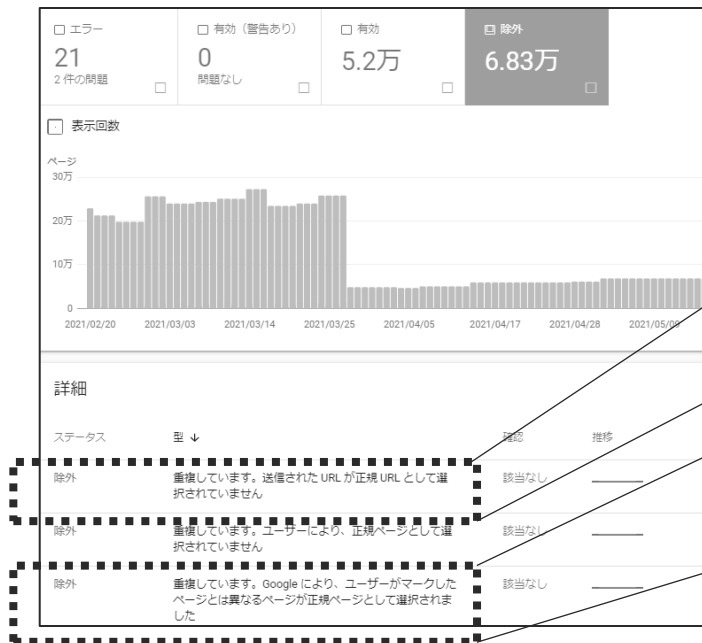 エラー
21
2 件の問題
有効（警告あり）
0
問題なし
有効
5.2万
除外
6.83万
表示回数
ページ
30万
20万
10万
0
2021/02/20 2021/03/03 2021/03/14 2021/03/25 2021/04/05 2021/04/17 2021/04/28 2021/05/09
詳細
ステータス 型 確認 推移
除外 重複しています。送信された URL が正規 URL として選 該当なし
択されていません
除外 重複しています。ユーザーにより、正規ページとして選 該当なし
択されていません
除外 重複しています。Google により、ユーザーがマークした 該当なし
ページとは異なるページが正規ページとして選択されま
した